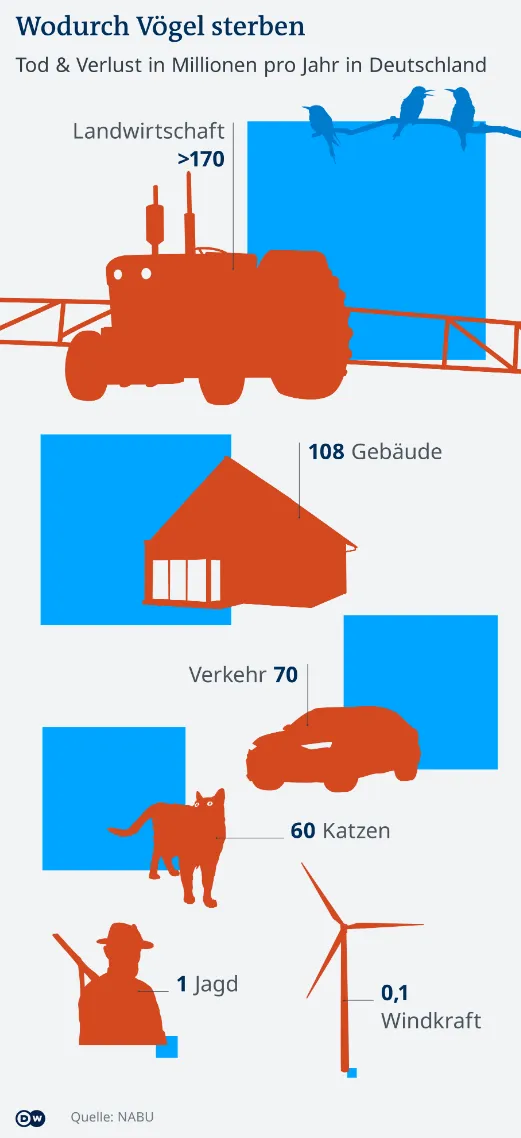 Wodurch Vögel sterben
Tod & Verlust in Millionen pro Jahr in Deutschland
Landwirtschaft
>170
108 Gebäude
Verkehr 70
60 Katzen
1 Jagd
0,1
Windkraft
DW
Quelle: NABU